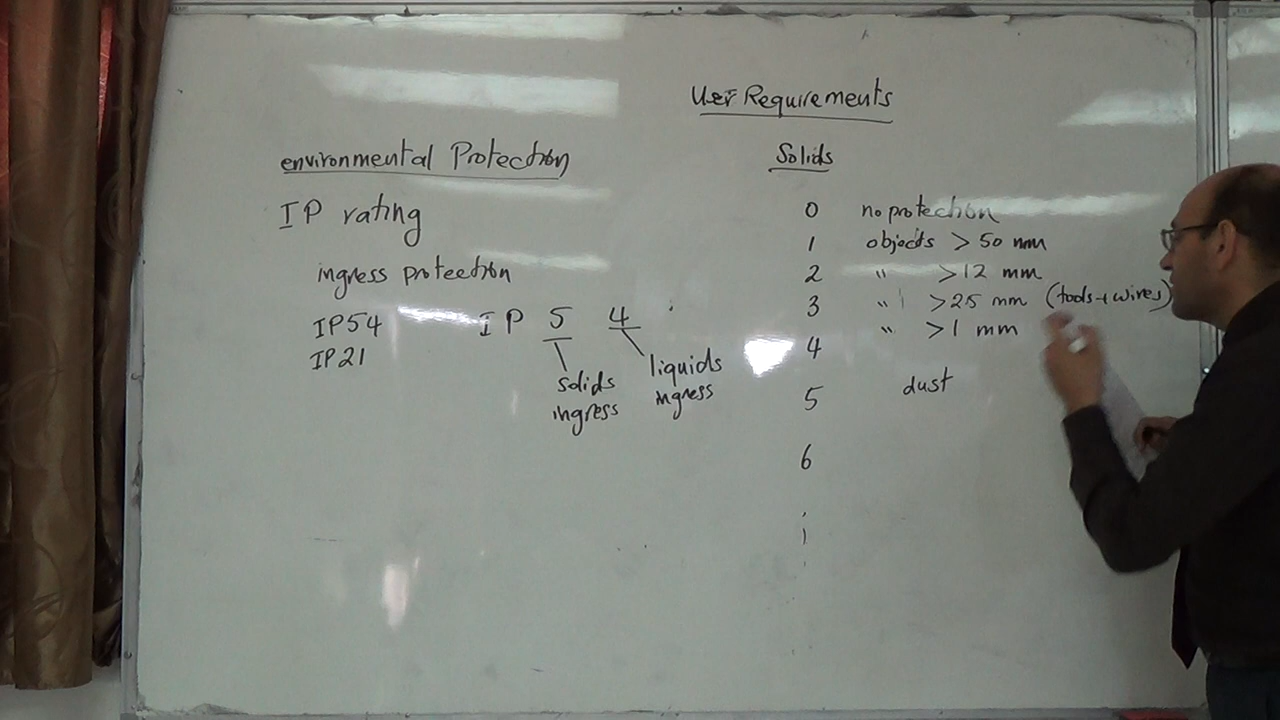 User Requirements
environmental Protection
IP rating
ingress protection
IP54
IP21
IP 5 4
solids
ingress
liquids
ingress
Solids
0 no protection
1 objects > 50 mm
2 " >12 mm
3 " >25 mm (tools + wires)
4 " >1 mm
5 dust
6